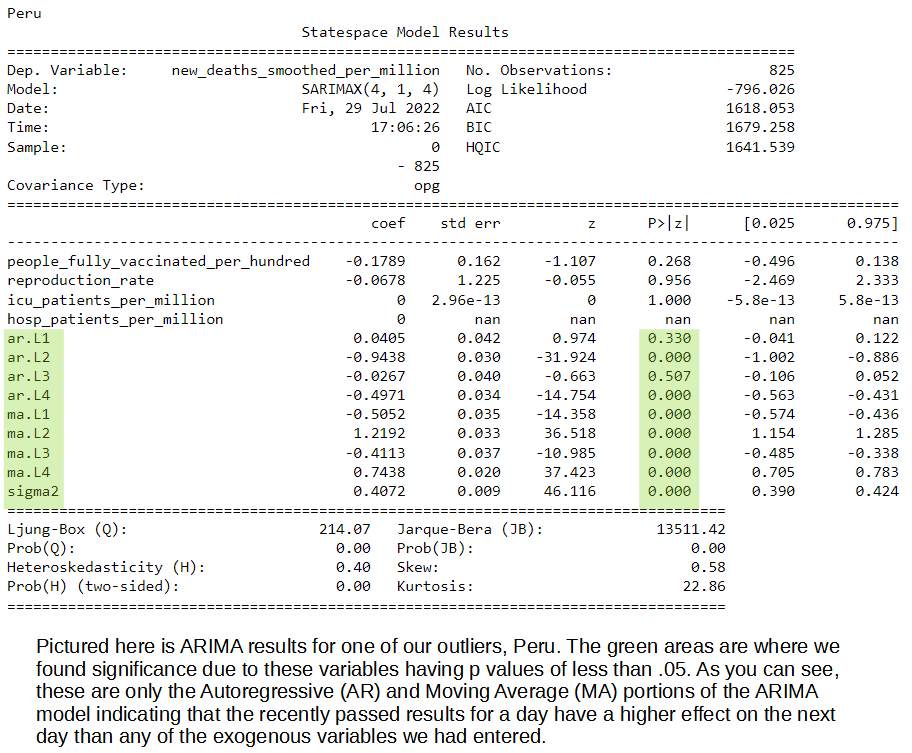 Peru
Statespace Model Results
==========================================================================================
Dep. Variable: new_deaths_smoothed_per_million No. Observations: 825
Model: SARIMAX(4, 1, 4) Log Likelihood -796.026
Date: Fri, 29 Jul 2022 AIC 1618.053
Time: 17:06:26 BIC 1679.258
Sample: 0 HQIC 1641.539
- 825
Covariance Type: opg
======================================================================================================
coef std err z P>|z| [0.025 0.975]
------------------------------------------------------------------------------------------------------
people_fully_vaccinated_per_hundred -0.1789 0.162 -1.107 0.268 -0.496 0.138
reproduction_rate -0.0678 1.225 -0.055 0.956 -2.469 2.333
icu_patients_per_million 0 2.96e-13 0 1.000 -5.8e-13 5.8e-13
hosp_patients_per_million 0 nan nan nan nan nan
ar.L1 0.0405 0.042 0.974 0.330 -0.041 0.122
ar.L2 -0.9438 0.030 -31.924 0.000 -1.002 -0.886
ar.L3 -0.0267 0.040 -0.663 0.507 -0.106 0.052
ar.L4 -0.4971 0.034 -14.754 0.000 -0.563 -0.431
ma.L1 -0.5052 0.035 -14.358 0.000 -0.574 -0.436
ma.L2 1.2192 0.033 36.518 0.000 1.154 1.285
ma.L3 -0.4113 0.037 -10.985 0.000 -0.485 -0.338
ma.L4 0.7438 0.020 37.423 0.000 0.705 0.783
sigma2 0.4072 0.009 46.116 0.000 0.390 0.424
==================================================================================
Ljung-Box (Q): 214.07 Jarque-Bera (JB): 13511.42
Prob(Q): 0.00 Prob(JB): 0.00
Heteroskedasticity (H): 0.40 Skew: 0.58
Prob(H) (two-sided): 0.00 Kurtosis: 22.86
==================================================================================
Pictured here is ARIMA results for one of our outliers, Peru. The green areas are where we
found significance due to these variables having p values of less than .05. As you can see,
these are only the Autoregressive (AR) and Moving Average (MA) portions of the ARIMA
model indicating that the recently passed results for a day have a higher effect on the next
day than any of the exogenous variables we had entered.